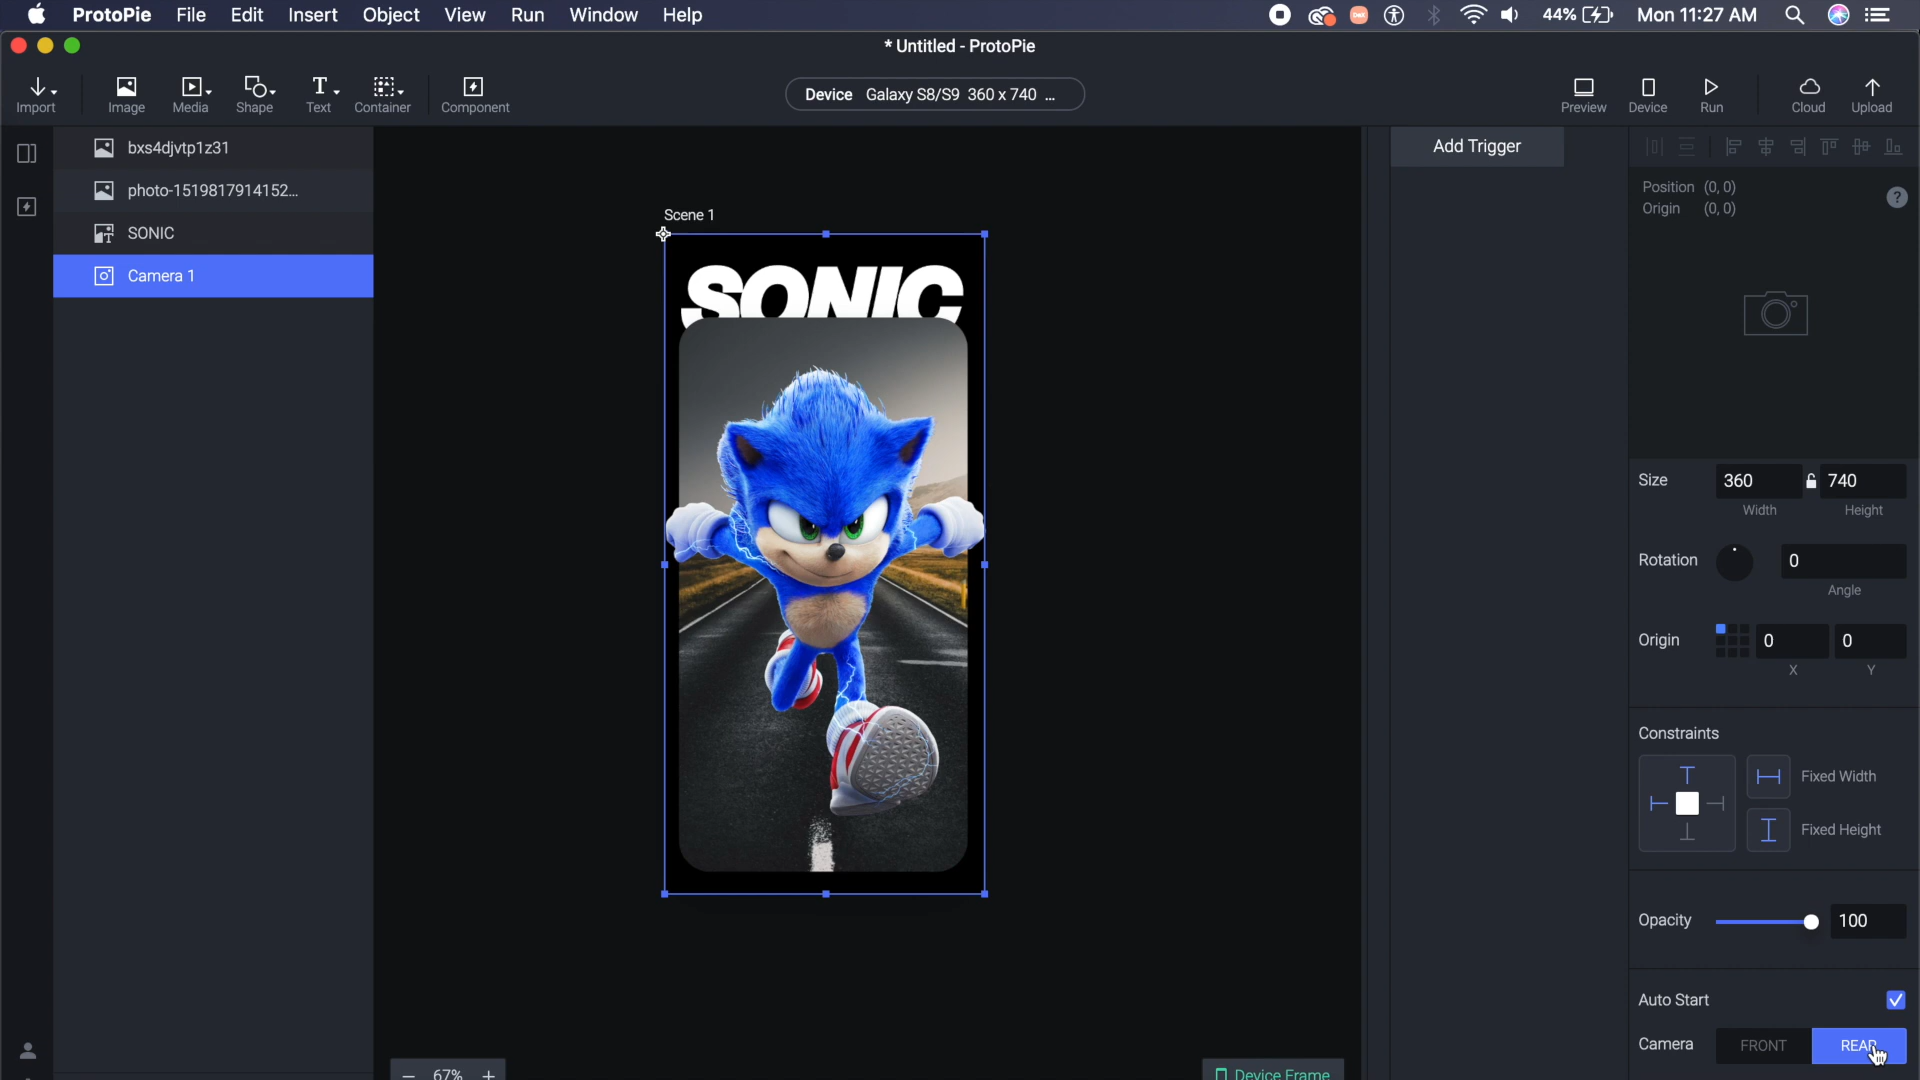 ProtoPie File Edit Insert Object View Run Window Help 44% Mon 11:27 AM
* Untitled - ProtoPie
Import Image Media Shape Text Container Component Device Galaxy S8/S9 360 x 740 ... Preview Device Run Cloud Upload
bxs4djvtp1z31
photo-1519817914152...
SONIC
Camera 1
Scene 1
SONIC
67%
Device Frame
Add Trigger
Position (0, 0)
Origin (0, 0)
?
Size 360 740
Width Height
Rotation 0
Angle
Origin 0 0
X Y
Constraints
Fixed Width
Fixed Height
Opacity 100
Auto Start
Camera FRONT REAR